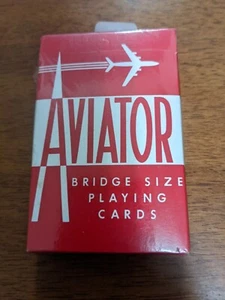 AVIATOR
BRIDGE SIZE
PLAYING
CARDS